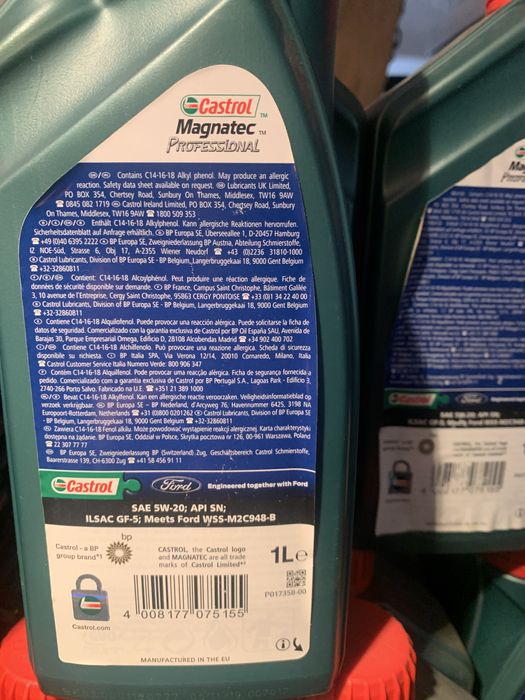 Castrol
Magnatec™
PROFESSIONAL
GB/IE Contains C14-16-18 Alkyl phenol. May produce an allergic
reaction. Safety data sheet available on request. GB Lubricants UK Limited,
PO BOX 354, Chertsey Road, Sunbury On Thames, Middlesex, TW16 9AW
☎ 0845 082 1719 IE Castrol Ireland Limited, PO BOX 354, Chertsey Road, Sunbury
On Thames, Middlesex, TW16 9AW ☎ 1800 509 353
Enthält C14-16-18 Alkylphenol. Kann allergische Reaktionen hervorrufen.
Sicherheitsdatenblatt auf Anfrage erhältlich. BP Europa SE, Überseeallee 1, D-20457 Hamburg
☎ +49 (0)40 6395 2222 BP Europa SE, Zweigniederlassung BP Austria, Abteilung Schmierstoffe,
IZ NOE-Süd, Strasse 6, Obj 17, A-2355 Wiener Neudorf ☎ +43 (0)2236 31810-1000
Castrol Lubricants, Division of BP Europa SE - BP Belgium, Langerbruggekaai 18, 9000 Gent Belgium
☎ +32-32860811
Contient: C14-16-18 Alcoylphénol. Peut produire une réaction allergique. Fiche de
données de sécurité disponible sur demande. BP France, Campus Saint Christophe, Bâtiment Galilée
3, 10 avenue de l'Entreprise, Cergy Saint Christophe, 95863 CERGY PONTOISE ☎ +33 (0)1 34 22 40 00
Castrol Lubricants, Division of BP Europa SE - BP Belgium, Langerbruggekaai 18, 9000 Gent Belgium
☎ +32-32860811
Contiene C14-16-18 Alquilofenol. Puede provocar una reacción alérgica. Puede solicitarse la ficha de
datos de seguridad. Comercializado con la garantía exclusiva de Castrol por BP Oil España SAU, Avenida de
Barajas 30, Parque Empresarial Omega, Edificio D, 28108 Alcobendas Madrid ☎ +34 902 400 702
Contiene C14-16-18 Alchilfenolo. Può provocare una reazione allergica. Scheda di sicurezza
disponibile su richiesta. BP Italia SPA, Via Verona 12/14, 20010 Cornaredo, Milano, Italia
☎ Castrol Customer Service Italia Numero Verde: 800 906 347
Contém C14-16-18 Alquilfenol. Pode provocar uma reacção alérgica. Ficha de segurança fornecida a
pedido. Comercializado com a garantia exclusiva de Castrol por BP Portugal S.A., Lagoas Park - Edifício 3,
2740-266 Salvo. Fabricado na U.E ☎ +351 21 389 1000
Bevat C14-16-18 Alkylfenol. Kan een allergische reactie veroorzaken. Veiligheidsinformatieblad op
verzoek verkrijgbaar. BP Europa SE – BP Nederland, d'Arcyweg 76, Havennummer 6425, 3198 NA
Europoort-Rotterdam, Netherlands ☎ +31 (0)800 0201262 Castrol Lubricants, Division of BP Europa SE
- BP Belgium, Langerbruggekaai 18, 9000 Gent Belgium ☎ +32-32860811
Zawiera C14-16-18 Fenol alkilu. Może powodować wystąpienie reakcji alergicznej. Karta charakterystyki
dostępna na żądanie. BP Europa SE, Oddział w Polsce, Skrytka pocztowa nr 126, 00-961 Warszawa, Poland
☎ 22 307 77 77
BP Europa SE, Zweigniederlassung BP (Switzerland) Zug, Geschäftsbereich Castrol Schmierstoffe,
Baarerstrasse 139, CH-6300 Zug ☎ +41 58 456 91 11
Castrol Ford Engineered together with Ford
SAE 5W-20; API SN;
ILSAC GF-5; Meets Ford WSS-M2C948-B
Castrol - a BP
group brand*³
bp
CASTROL, the Castrol logo
and MAGNATEC are all trade
marks of Castrol Limited*³
1L e
P017358-00
Castrol
Castrol.com
4 008177 075155
MANUFACTURED IN THE EU
Castrol
Ford